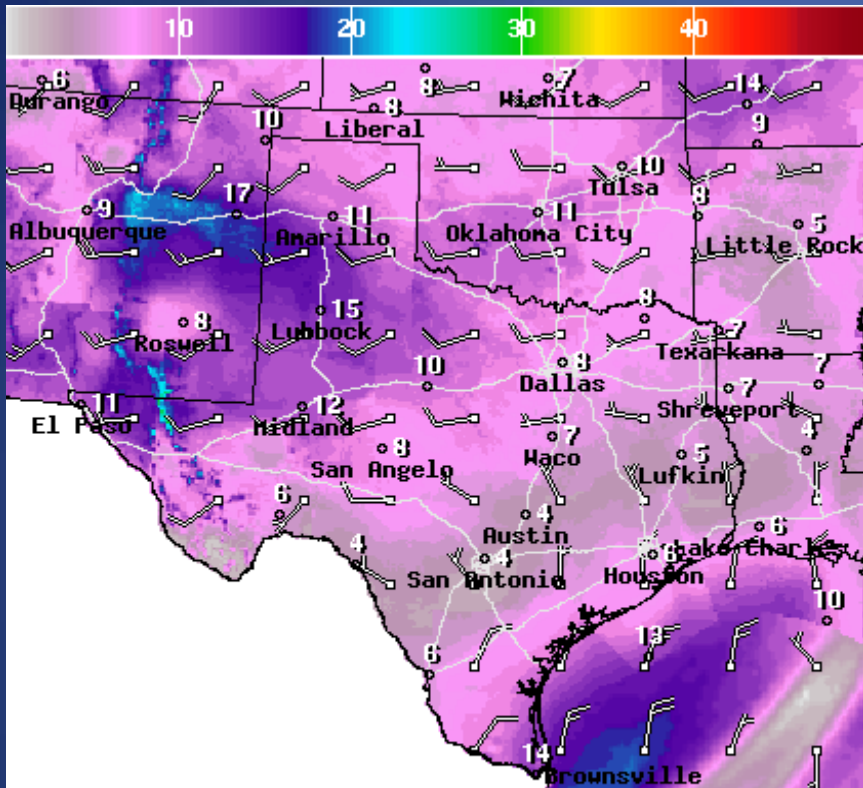 10 20 30 40
6 8 7 14
Durango Wichita
8
Liberal
10 9
10
Tulsa
9 17 11 11 8 5
Albuquerque Amarillo Oklahoma City Little Rock
8 15 8
Roswell Lubbock
7
Texarkana
8
Dallas
10 7 7
11 12
El Paso Midland Shreveport
8 7 5 4
San Angelo Waco Lufkin
6 4 6
Austin Lake Charles
4 4 6
San Antonio Houston
10
13
6
14
Brownsville